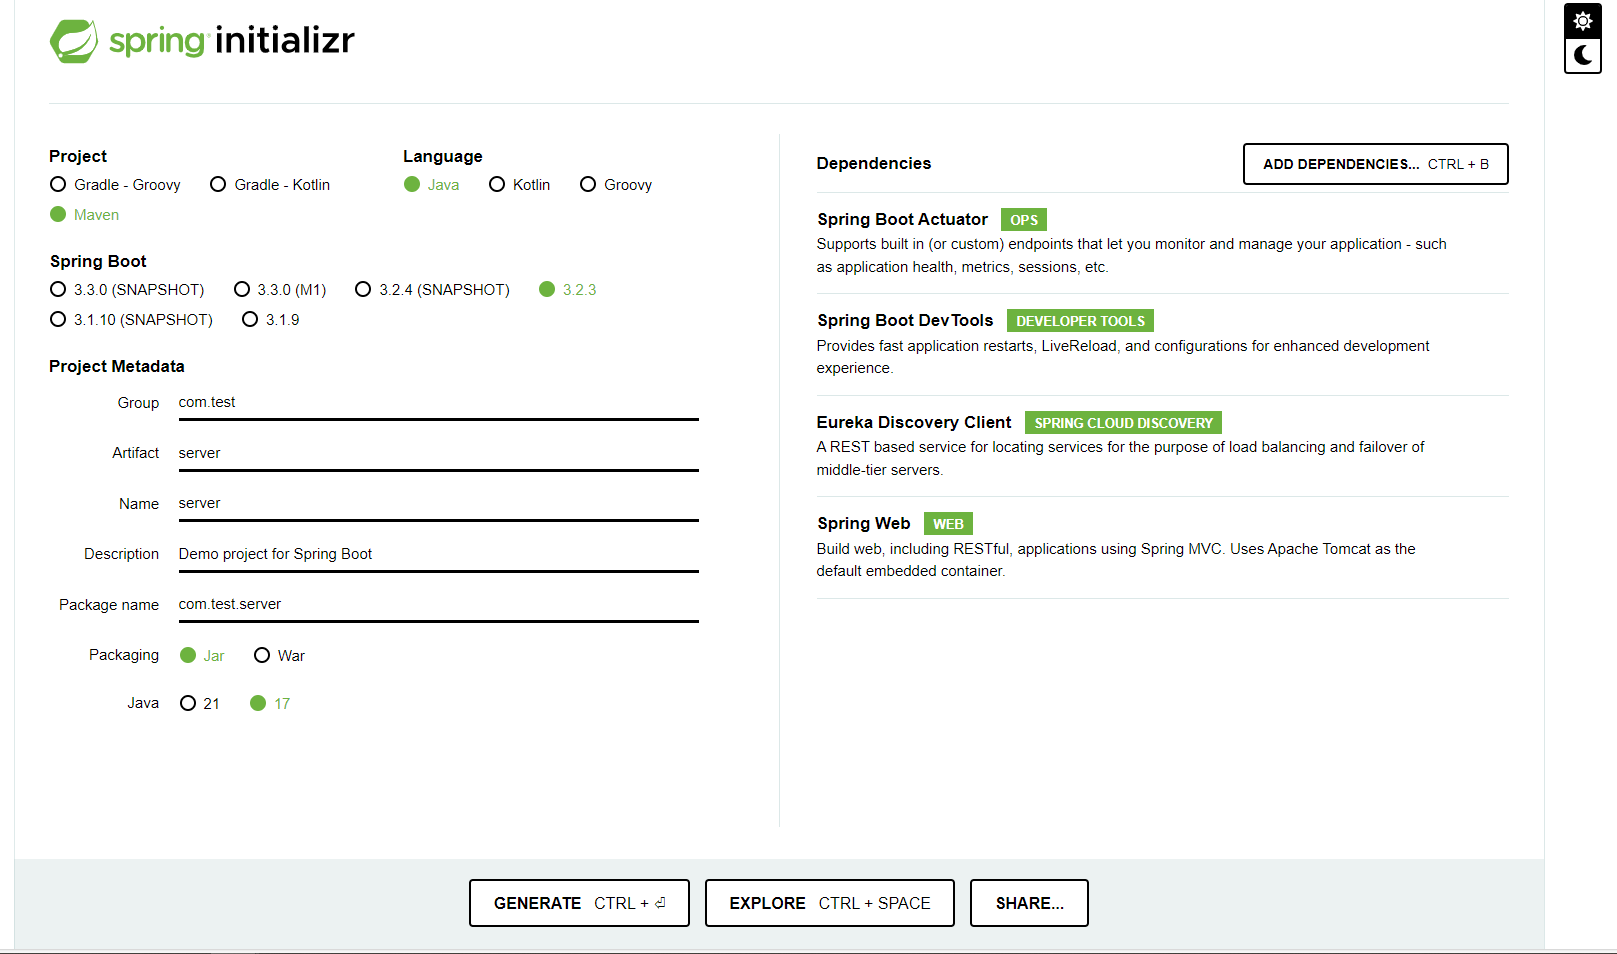 spring initializr
Project
Gradle - Groovy Gradle - Kotlin
Maven
Language
Java Kotlin Groovy
Spring Boot
3.3.0 (SNAPSHOT) 3.3.0 (M1) 3.2.4 (SNAPSHOT) 3.2.3
3.1.10 (SNAPSHOT) 3.1.9
Project Metadata
Group com.test
Artifact server
Name server
Description Demo project for Spring Boot
Package name com.test.server
Packaging Jar War
Java 21 17
Dependencies
ADD DEPENDENCIES... CTRL + B
Spring Boot Actuator OPS
Supports built in (or custom) endpoints that let you monitor and manage your application - such
as application health, metrics, sessions, etc.
Spring Boot DevTools DEVELOPER TOOLS
Provides fast application restarts, LiveReload, and configurations for enhanced development
experience.
Eureka Discovery Client SPRING CLOUD DISCOVERY
A REST based service for locating services for the purpose of load balancing and failover of
middle-tier servers.
Spring Web WEB
Build web, including RESTful, applications using Spring MVC. Uses Apache Tomcat as the
default embedded container.
GENERATE CTRL + ⏎
EXPLORE CTRL + SPACE
SHARE...